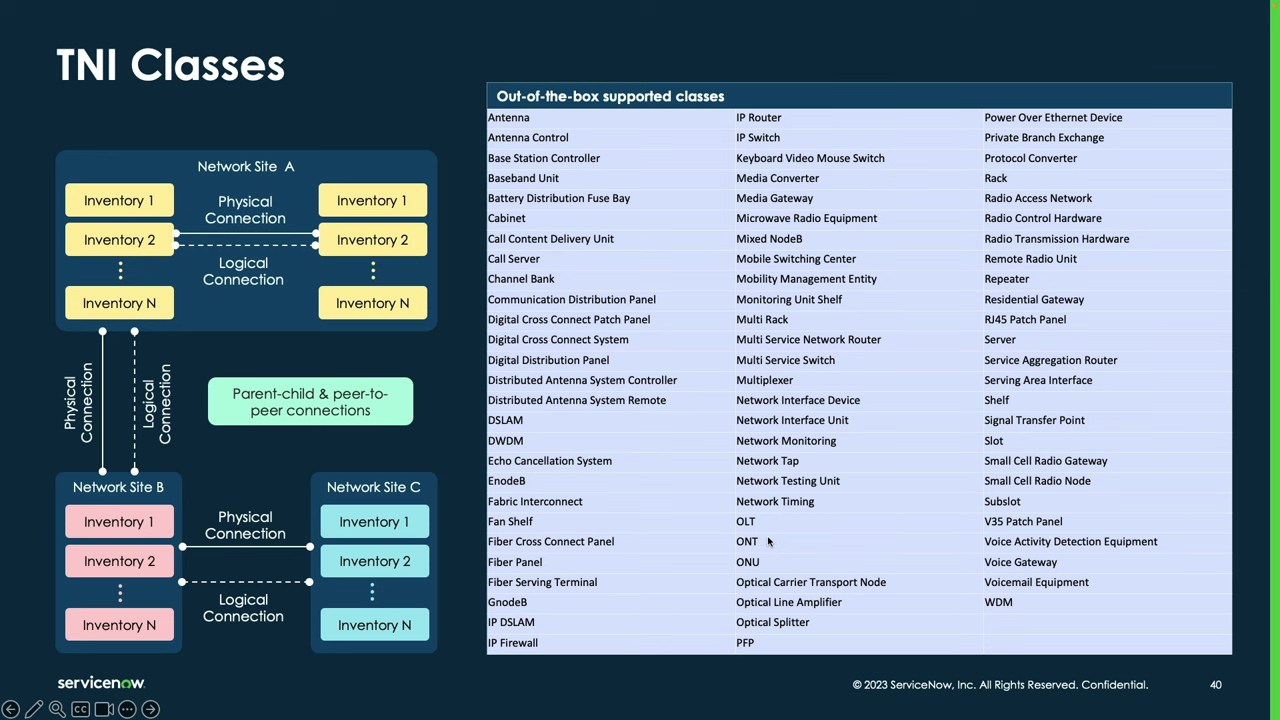 TNI Classes
Network Site A
Inventory 1
Inventory 2
Inventory N
Physical
Connection
Logical
Connection
Inventory 1
Inventory 2
Inventory N
Physical
Connection
Logical
Connection
Parent-child & peer-to-
peer connections
Network Site B
Inventory 1
Inventory 2
Inventory N
Physical
Connection
Logical
Connection
Network Site C
Inventory 1
Inventory 2
Inventory N
Out-of-the-box supported classes
Antenna
Antenna Control
Base Station Controller
Baseband Unit
Battery Distribution Fuse Bay
Cabinet
Call Content Delivery Unit
Call Server
Channel Bank
Communication Distribution Panel
Digital Cross Connect Patch Panel
Digital Cross Connect System
Digital Distribution Panel
Distributed Antenna System Controller
Distributed Antenna System Remote
DSLAM
DWDM
Echo Cancellation System
EnodeB
Fabric Interconnect
Fan Shelf
Fiber Cross Connect Panel
Fiber Panel
Fiber Serving Terminal
GnodeB
IP DSLAM
IP Firewall
IP Router
IP Switch
Keyboard Video Mouse Switch
Media Converter
Media Gateway
Microwave Radio Equipment
Mixed NodeB
Mobile Switching Center
Mobility Management Entity
Monitoring Unit Shelf
Multi Rack
Multi Service Network Router
Multi Service Switch
Multiplexer
Network Interface Device
Network Interface Unit
Network Monitoring
Network Tap
Network Testing Unit
Network Timing
OLT
ONT
ONU
Optical Carrier Transport Node
Optical Line Amplifier
Optical Splitter
PFP
Power Over Ethernet Device
Private Branch Exchange
Protocol Converter
Rack
Radio Access Network
Radio Control Hardware
Radio Transmission Hardware
Remote Radio Unit
Repeater
Residential Gateway
RJ45 Patch Panel
Server
Service Aggregation Router
Serving Area Interface
Shelf
Signal Transfer Point
Slot
Small Cell Radio Gateway
Small Cell Radio Node
Subslot
V35 Patch Panel
Voice Activity Detection Equipment
Voice Gateway
Voicemail Equipment
WDM
servicenow
© 2023 ServiceNow, Inc. All Rights Reserved. Confidential.
40
CC